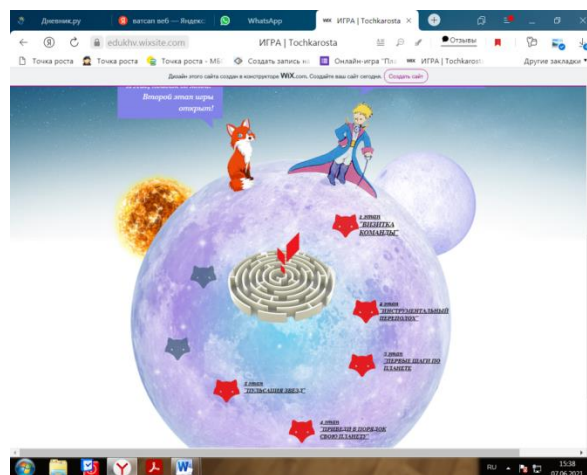 Дневник.ру
ватсап веб — Яндекс
WhatsApp
ИГРА | Tochkarosta
edukhv.wixsite.com
ИГРА | Tochkarosta
Отзывы
Точка роста
Точка роста
Точка роста - МБ
Создать запись н
Онлайн-игра "Пл
ИГРА | Tochkarost
Другие закладки
Дизайн этого сайта создан в конструкторе WiX.com. Создайте ваш сайт сегодня.
Создать сайт
Второй этап игры
открыт!
1 этап
"ВИЗИТКА
КОМАНДЫ"
2 этап
"ИНСТРУМЕНТАЛЬНЫЙ
ПЕРЕПОЛОХ"
3 этап
"ПЕРВЫЕ ШАГИ ПО
ПЛАНЕТЕ
5 этап
"ПУЛЬСАЦИЯ ЗВЕЗД"
4 этап
"ПРИВЕДИ В ПОРЯДОК
СВОЮ ПЛАНЕТУ"
RU
15:38
07.06.2021